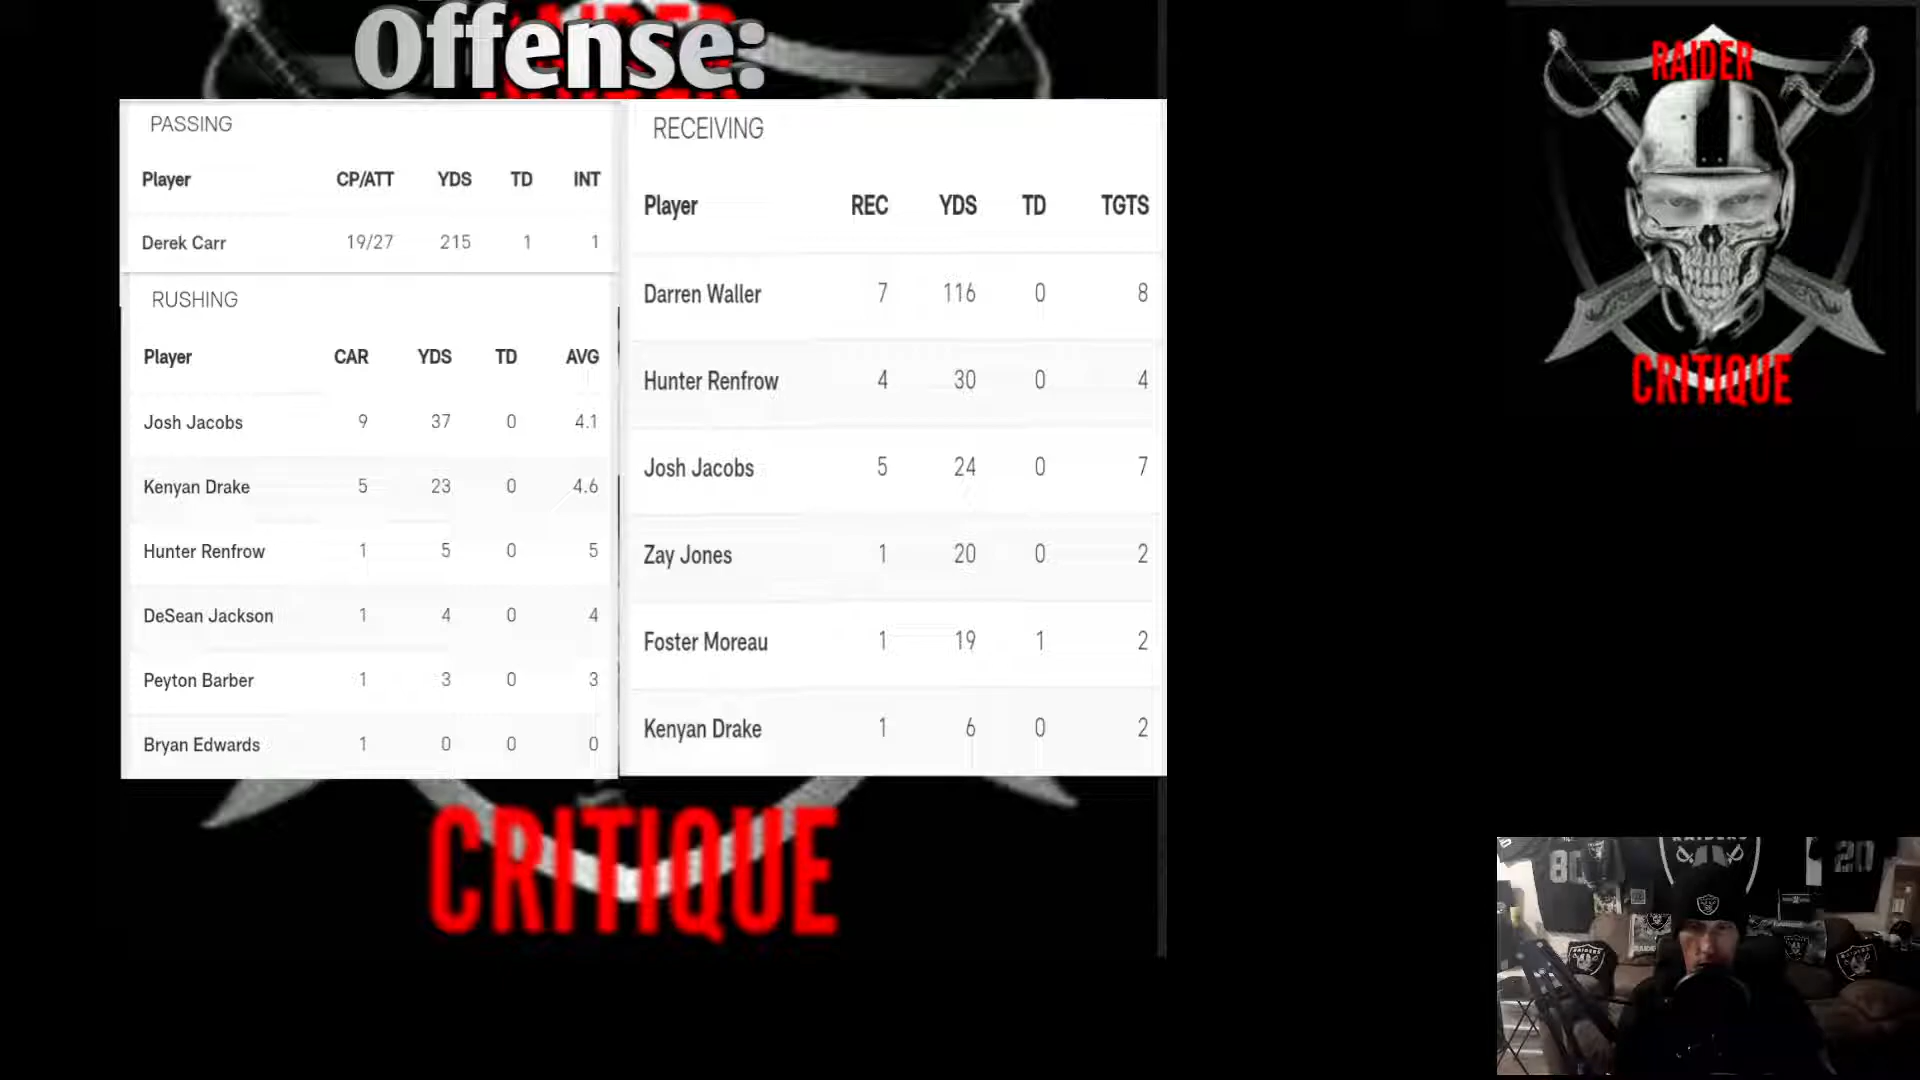 Offense:
PASSING
Player CP/ATT YDS TD INT
Derek Carr 19/27 215 1 1
RUSHING
Player CAR YDS TD AVG
Josh Jacobs 9 37 0 4.1
Kenyan Drake 5 23 0 4.6
Hunter Renfrow 1 5 0 5
DeSean Jackson 1 4 0 4
Peyton Barber 1 3 0 3
Bryan Edwards 1 0 0 0
RECEIVING
Player REC YDS TD TGTS
Darren Waller 7 116 0 8
Hunter Renfrow 4 30 0 4
Josh Jacobs 5 24 0 7
Zay Jones 1 20 0 2
Foster Moreau 1 19 1 2
Kenyan Drake 1 6 0 2
CRITIQUE
RAIDER
CRITIQUE
RAIDERS
20
RAIDERS